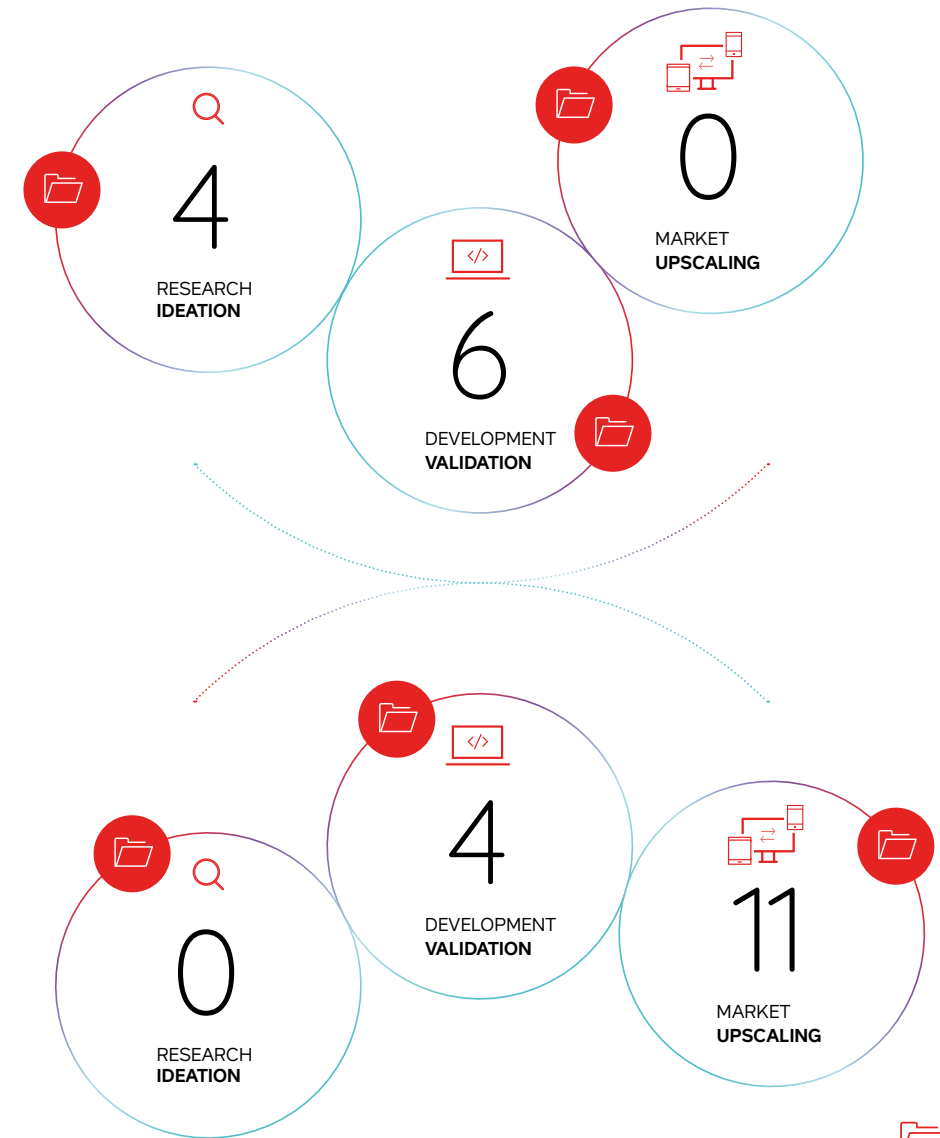 4
RESEARCH
IDEATION
0
MARKET
UPSCALING
</>
6
DEVELOPMENT
VALIDATION
</>
4
DEVELOPMENT
VALIDATION
0
RESEARCH
IDEATION
11
MARKET
UPSCALING